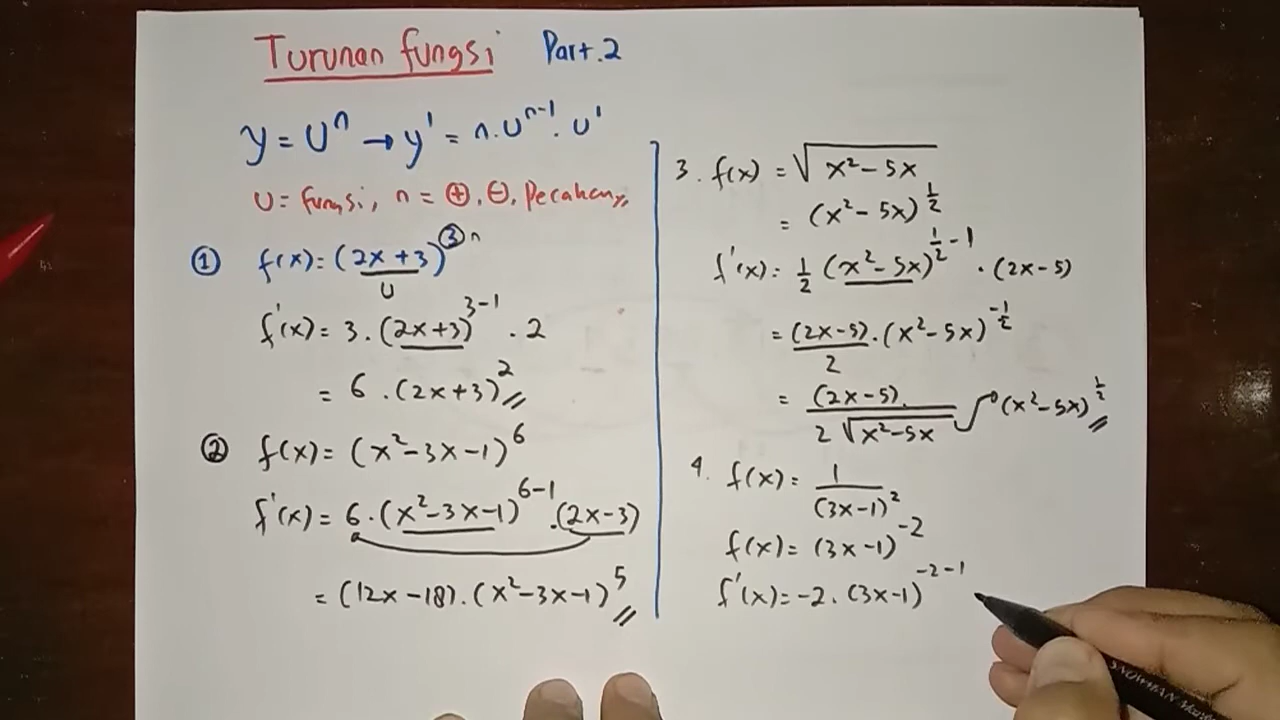 Turunan fungsi Part.2
y = U^n → y' = n.U^{n-1}. U'
U = fungsi, n = ⊕, ⊖, Pecahan
① f(x) = (2x+3)^③ n
U
f'(x) = 3.(2x+3)^{3-1} . 2
= 6.(2x+3)^2 //
② f(x) = (x²-3x-1)^6
f'(x) = 6.(x²-3x-1)^{6-1} .(2x-3)
= (12x-18).(x²-3x-1)^5 //
3. f(x) = √(x²-5x)
= (x²-5x)^{1/2}
f'(x) = 1/2 (x²-5x)^{1/2 - 1} . (2x-5)
= (2x-5)/2 . (x²-5x)^{-1/2}
= (2x-5). / 2√(x²-5x) (x²-5x)^{1/2} //
4. f(x) = 1/(3x-1)²
f(x) = (3x-1)^{-2}
f'(x) = -2.(3x-1)^{-2-1}